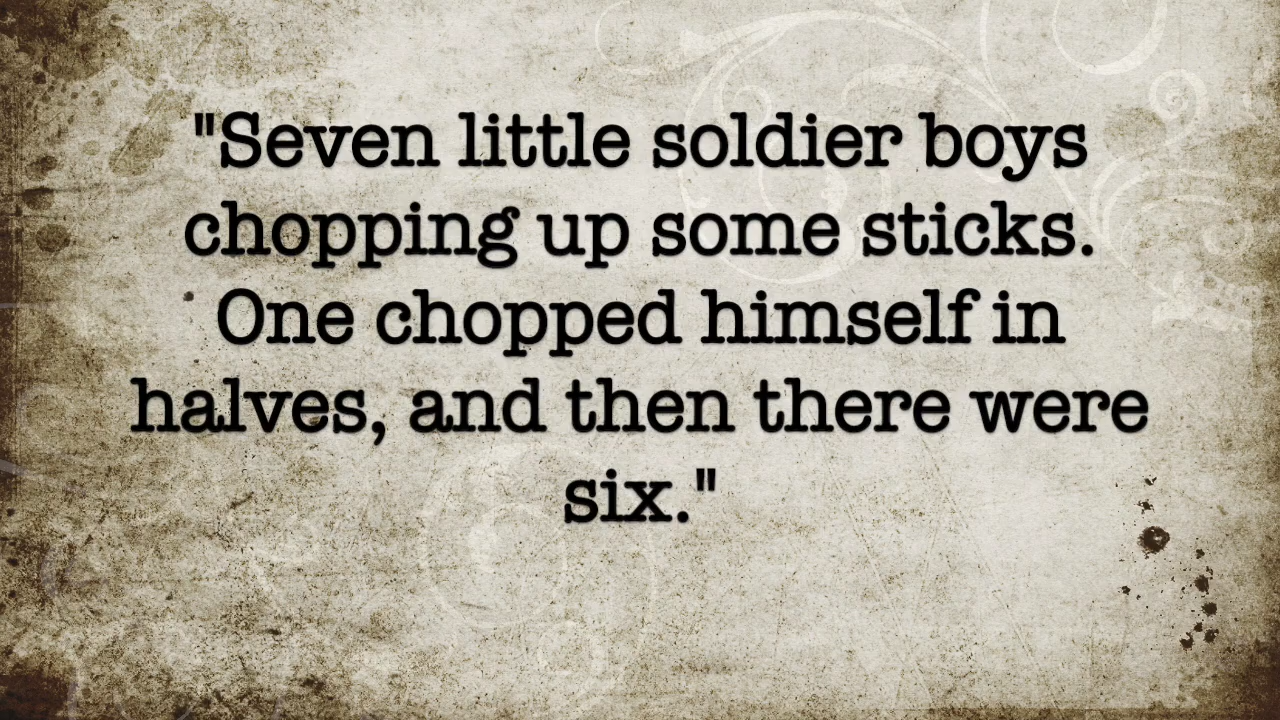 "Seven little soldier boys
chopping up some sticks.
One chopped himself in
halves, and then there were
six."